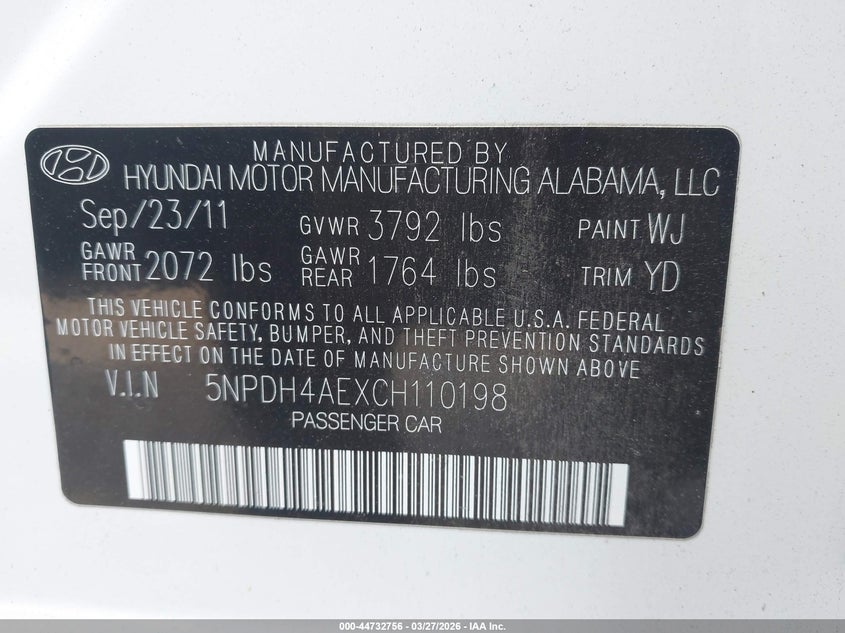 MANUFACTURED BY
HYUNDAI MOTOR MANUFACTURING ALABAMA, LLC
Sep/23/11 GVWR 3792 lbs PAINT WJ
GAWR FRONT 2072 lbs GAWR REAR 1764 lbs TRIM YD
THIS VEHICLE CONFORMS TO ALL APPLICABLE U.S.A. FEDERAL
MOTOR VEHICLE SAFETY, BUMPER, AND THEFT PREVENTION STANDARDS
IN EFFECT ON THE DATE OF MANUFACTURE SHOWN ABOVE
V.I.N 5NPDH4AEXCH110198
PASSENGER CAR
000-44732756 - 03/27/2026 - IAA Inc.